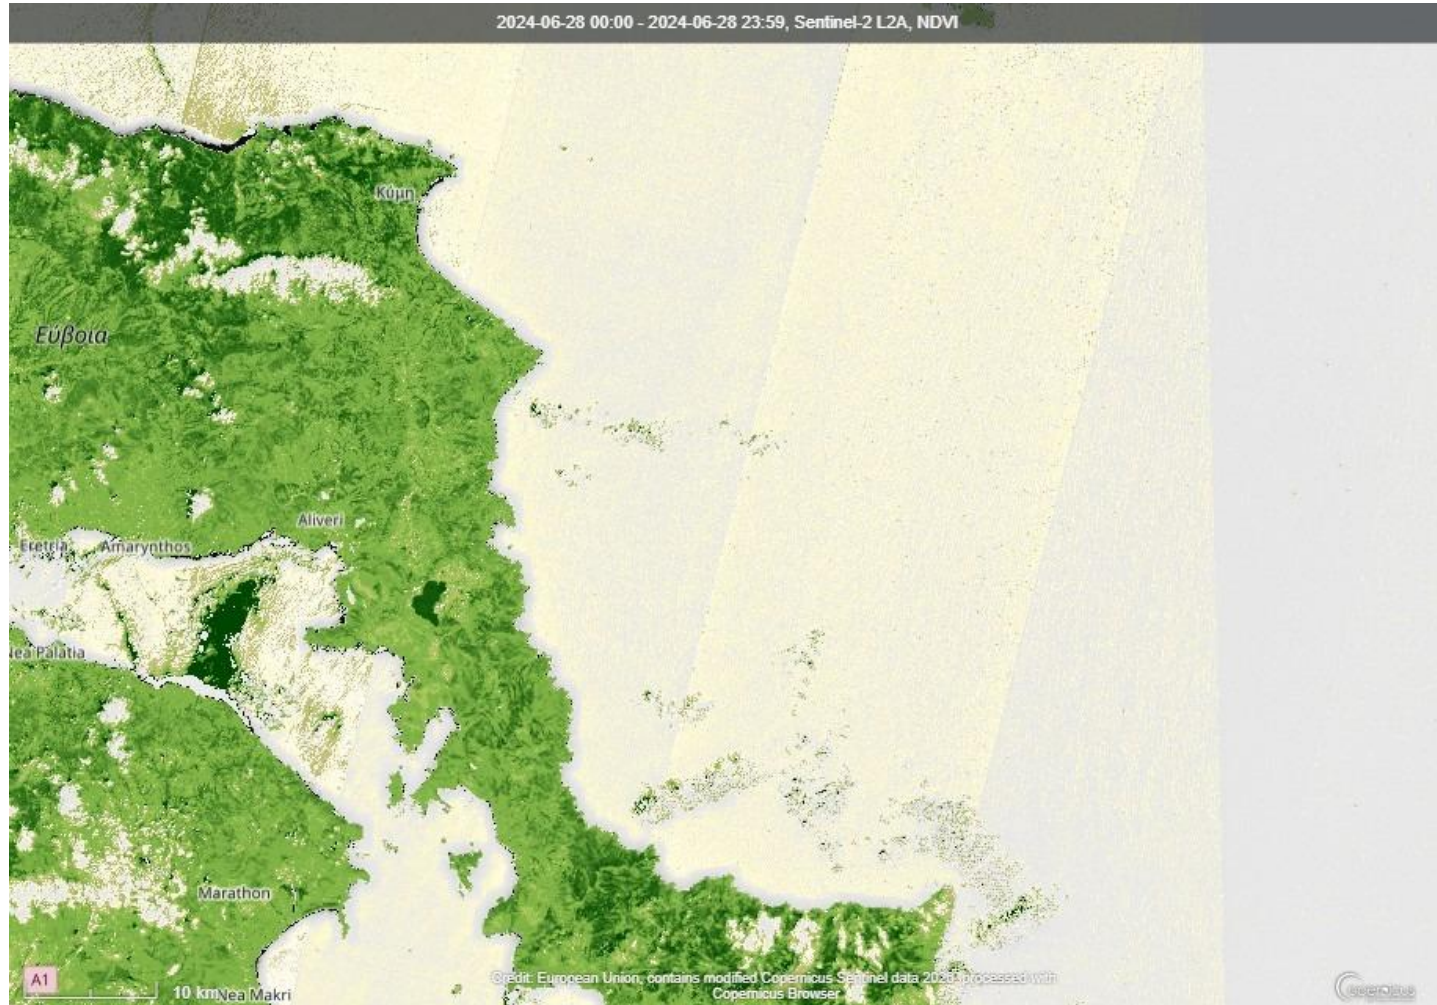 2024-06-28 00:00 - 2024-06-28 23:59, Sentinel-2 L2A, NDVI
Κύμη
Εύβοια
Aliveri
Eretria
Amarynthos
Nea Palatia
Marathon
A1
10 km
Nea Makri
Credit: European Union, contains modified Copernicus Sentinel data 2026, processed with
Copernicus Browser
opernicus